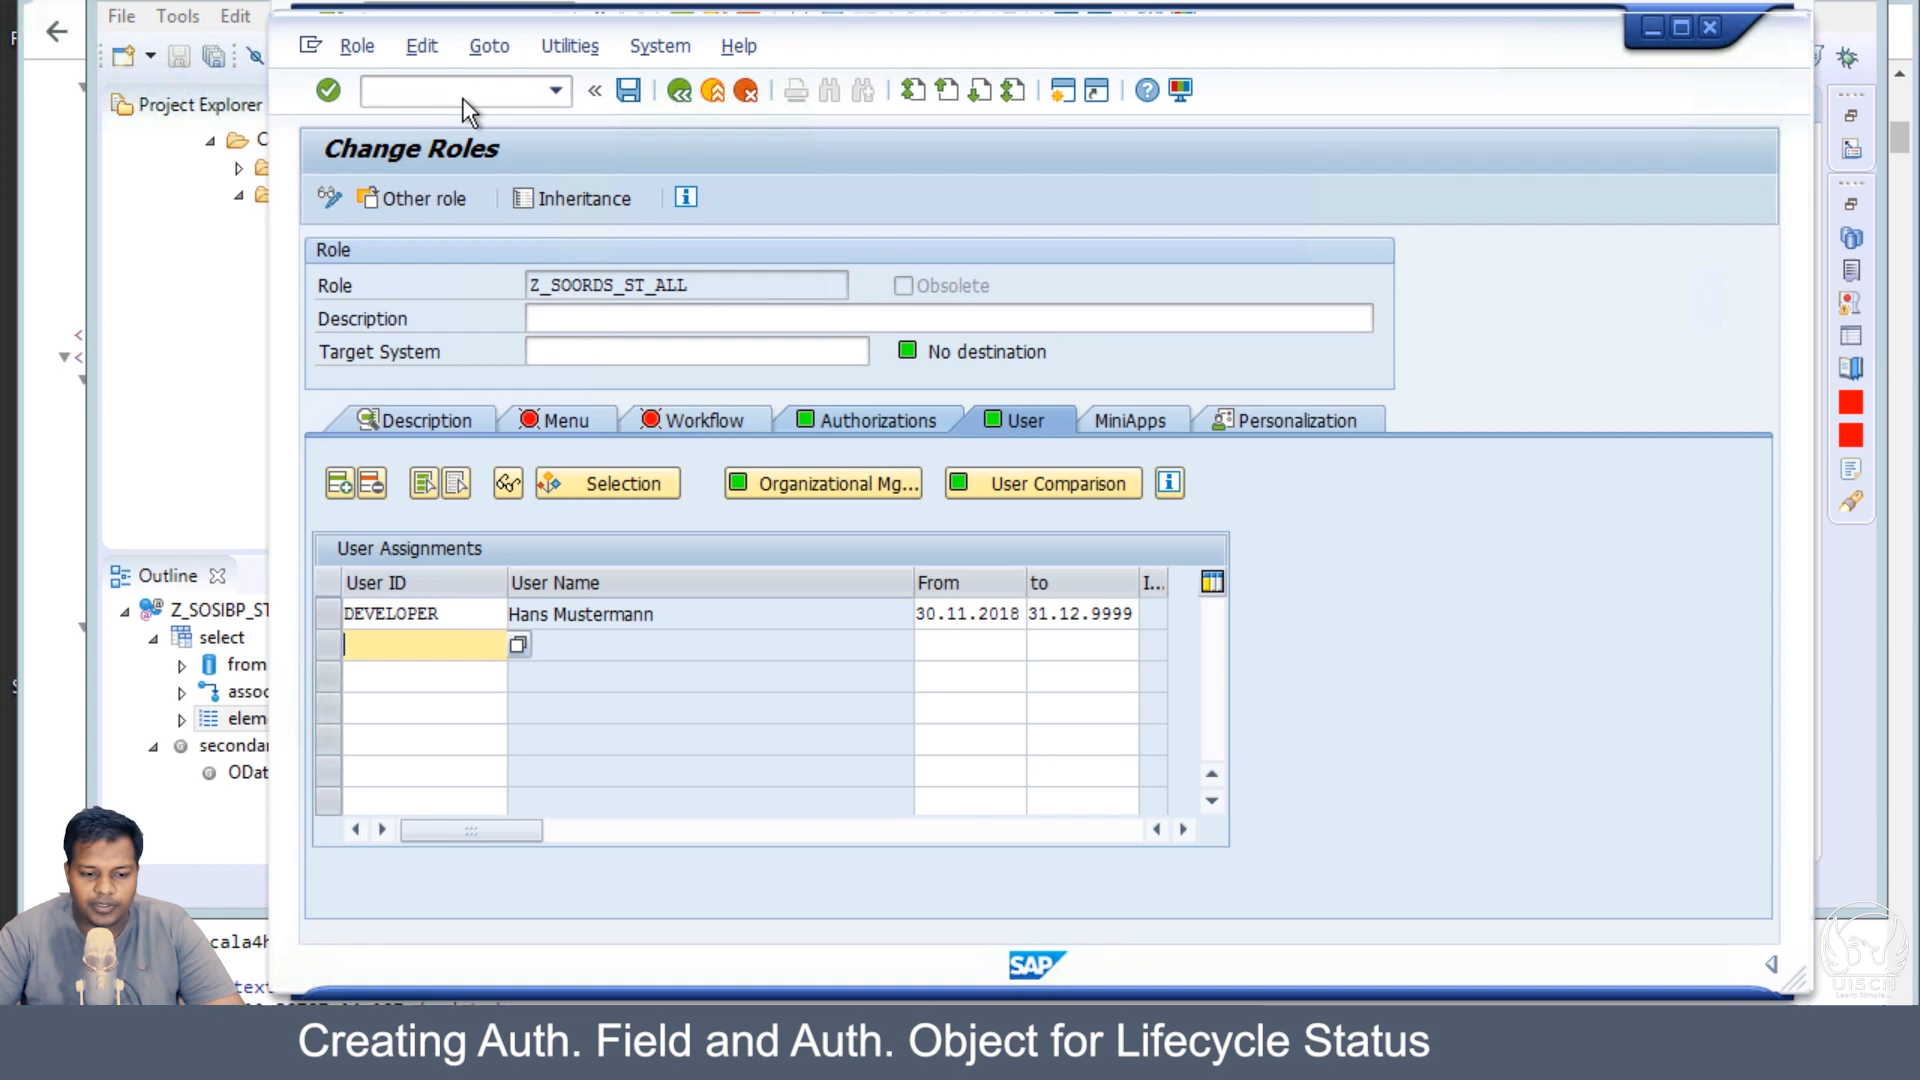 File Tools Edit
Role Edit Goto Utilities System Help
Project Explorer
Change Roles
Other role Inheritance
Role
Role Z_SOORDS_ST_ALL Obsolete
Description
Target System No destination
Description Menu Workflow Authorizations User MiniApps Personalization
Selection Organizational Mg... User Comparison
User Assignments
User ID User Name From to I...
DEVELOPER Hans Mustermann 30.11.2018 31.12.9999
Outline
Z_SOSIBP_ST
select
from
assoc
elem
secondar
ODat
cala4h
text
SAP
UI5CN
Learn Simple...
Creating Auth. Field and Auth. Object for Lifecycle Status